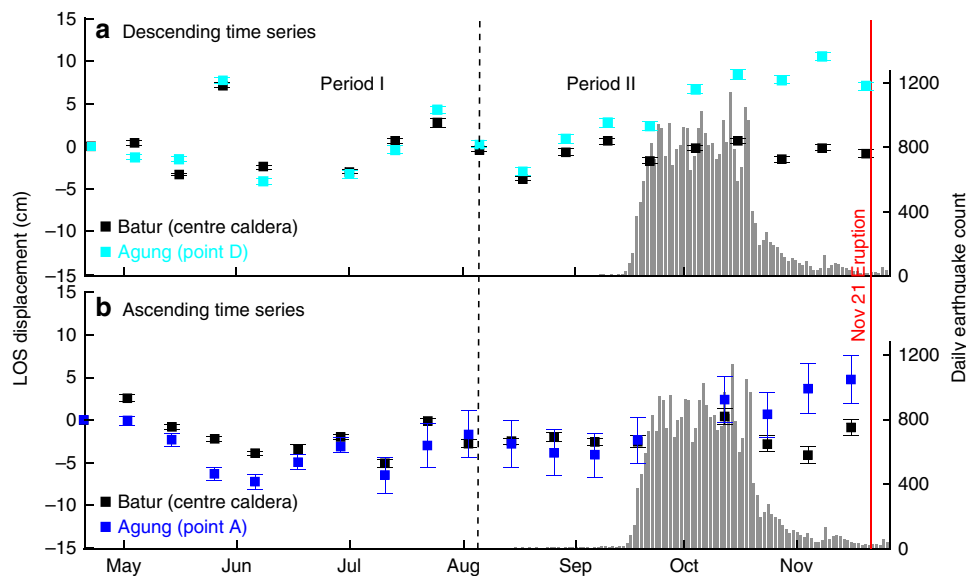 a Descending time series
Period I
Period II
15
10
5
0
−5
−10
−15
1200
800
400
0
Batur (centre caldera)
Agung (point D)
LOS displacement (cm)
Daily earthquake count
Nov 21 Eruption
b Ascending time series
15
10
5
0
−5
−10
−15
1200
800
400
0
Batur (centre caldera)
Agung (point A)
May Jun Jul Aug Sep Oct Nov